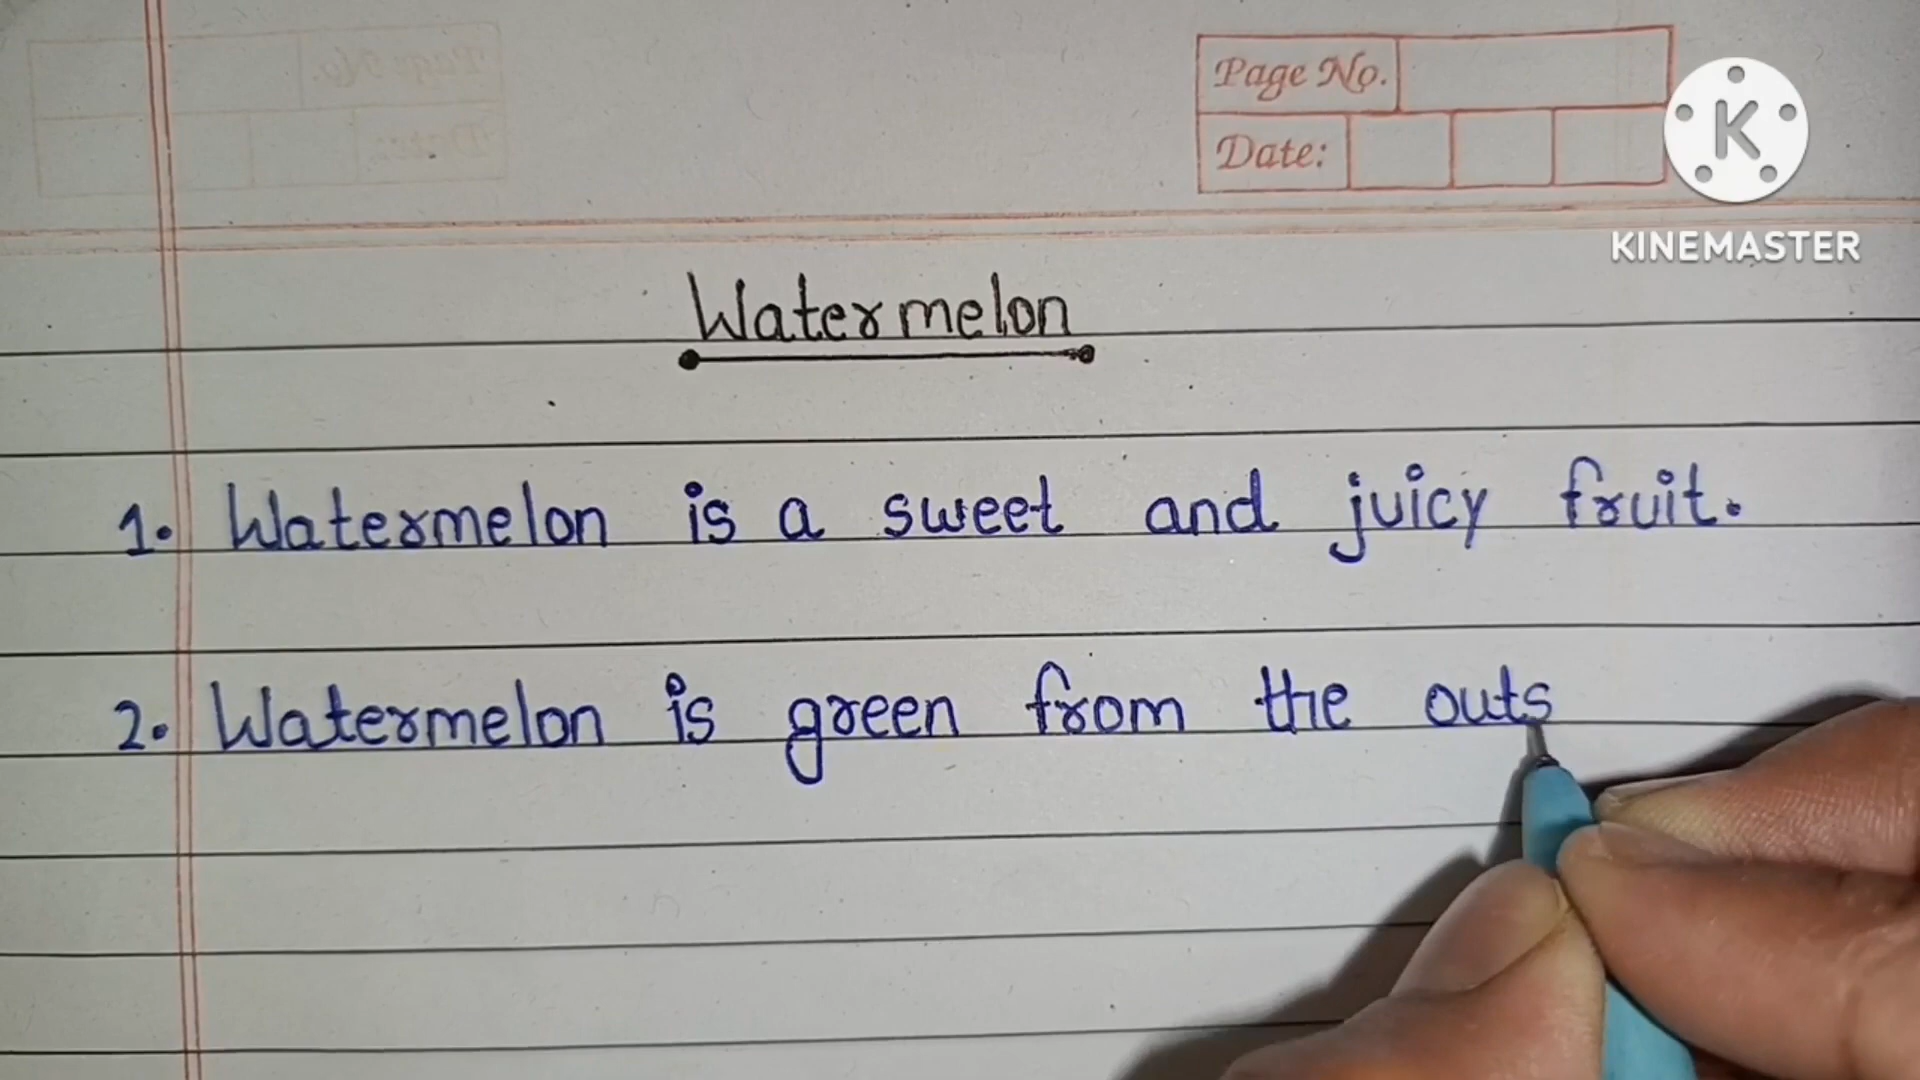 Page No.
Date:
KINEMASTER
Watermelon
1. Watermelon is a sweet and juicy fruit.
2. Watermelon is green from the outs